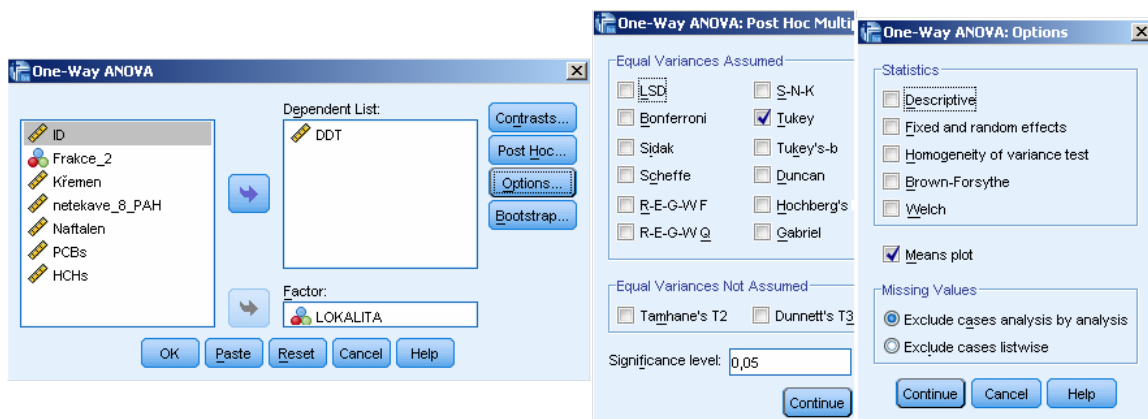 One-Way ANOVA
ID
Frakce_2
Křemen
netekave_8_PAH
Naftalen
PCBs
HCHs
Dependent List:
DDT
Factor:
LOKALITA
Contrasts...
Post Hoc...
Options...
Bootstrap...
OK
Paste
Reset
Cancel
Help
One-Way ANOVA: Post Hoc Multip
Equal Variances Assumed
LSD
S-N-K
Bonferroni
Tukey
Sidak
Tukey's-b
Scheffe
Duncan
R-E-G-W F
Hochberg's
R-E-G-W Q
Gabriel
Equal Variances Not Assumed
Tamhane's T2
Dunnett's T3
Significance level: 0,05
Continue
One-Way ANOVA: Options
Statistics
Descriptive
Fixed and random effects
Homogeneity of variance test
Brown-Forsythe
Welch
Means plot
Missing Values
Exclude cases analysis by analysis
Exclude cases listwise
Continue
Cancel
Help